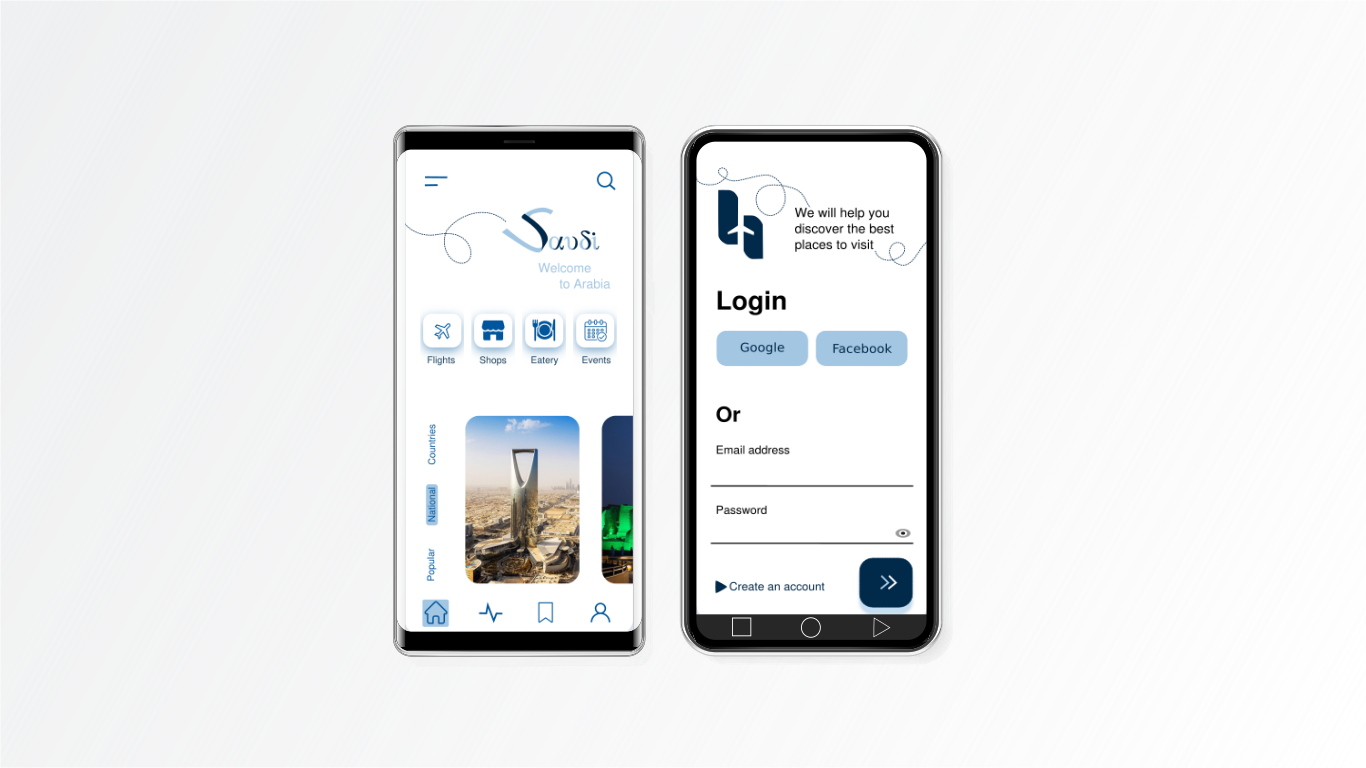 Saudi
Welcome
to Arabia
Flights
Shops
Eatery
Events
Countries
National
Popular
We will help you
discover the best
places to visit
Login
Google
Facebook
Or
Email address
Password
Create an account